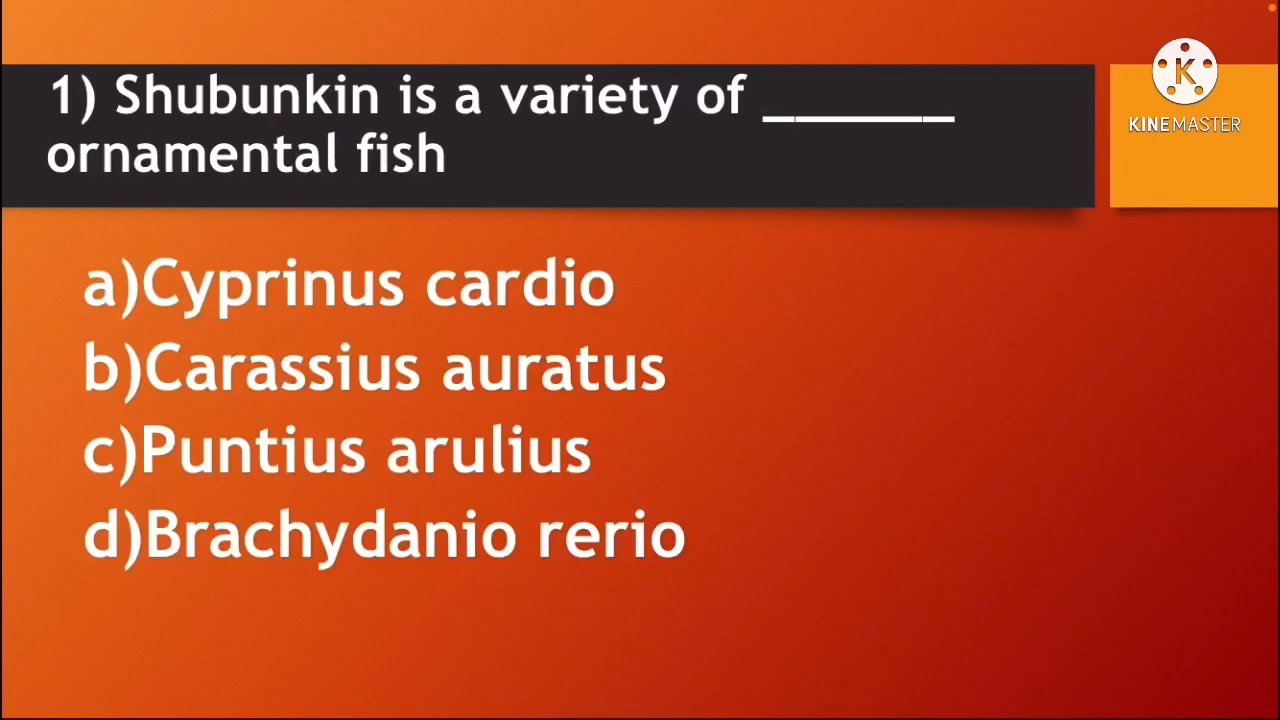 1) Shubunkin is a variety of _______
ornamental fish
K
KINEMASTER
a)Cyprinus cardio
b)Carassius auratus
c)Puntius arulius
d)Brachydanio rerio